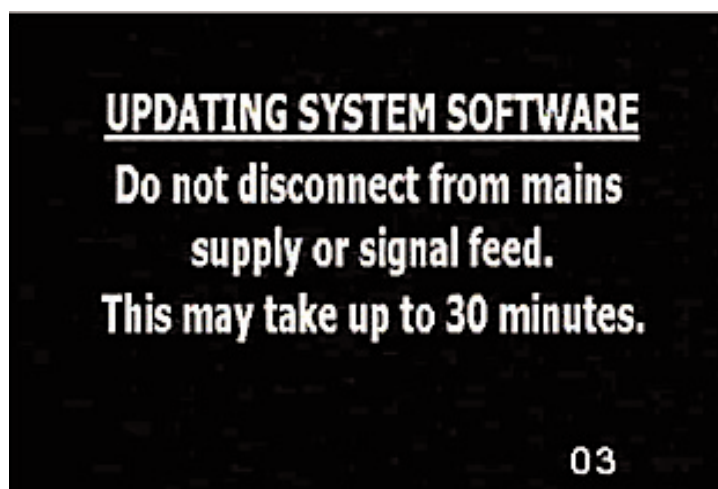 UPDATING SYSTEM SOFTWARE
Do not disconnect from mains
supply or signal feed.
This may take up to 30 minutes.
03